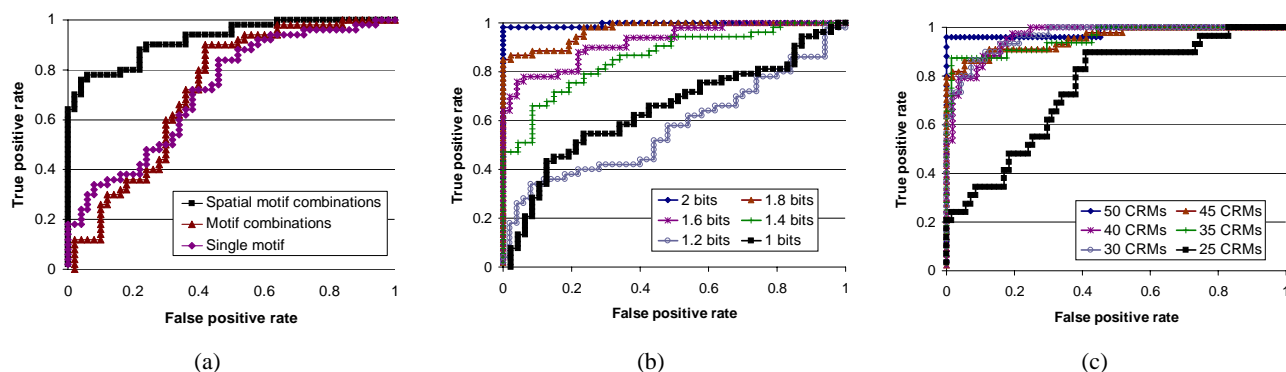 1
0.8
0.6
0.4
0.2
0
True positive rate
0 0.2 0.4 0.6 0.8 1
False positive rate
Spatial motif combinations
Motif combinations
Single motif
(a)
1
0.8
0.6
0.4
0.2
0
True positive rate
0 0.2 0.4 0.6 0.8 1
False positive rate
2 bits 1.8 bits
1.6 bits 1.4 bits
1.2 bits 1 bits
(b)
1
0.8
0.6
0.4
0.2
0
True positive rate
0 0.2 0.4 0.6 0.8 1
False positive rate
50 CRMs 45 CRMs
40 CRMs 35 CRMs
30 CRMs 25 CRMs
(c)